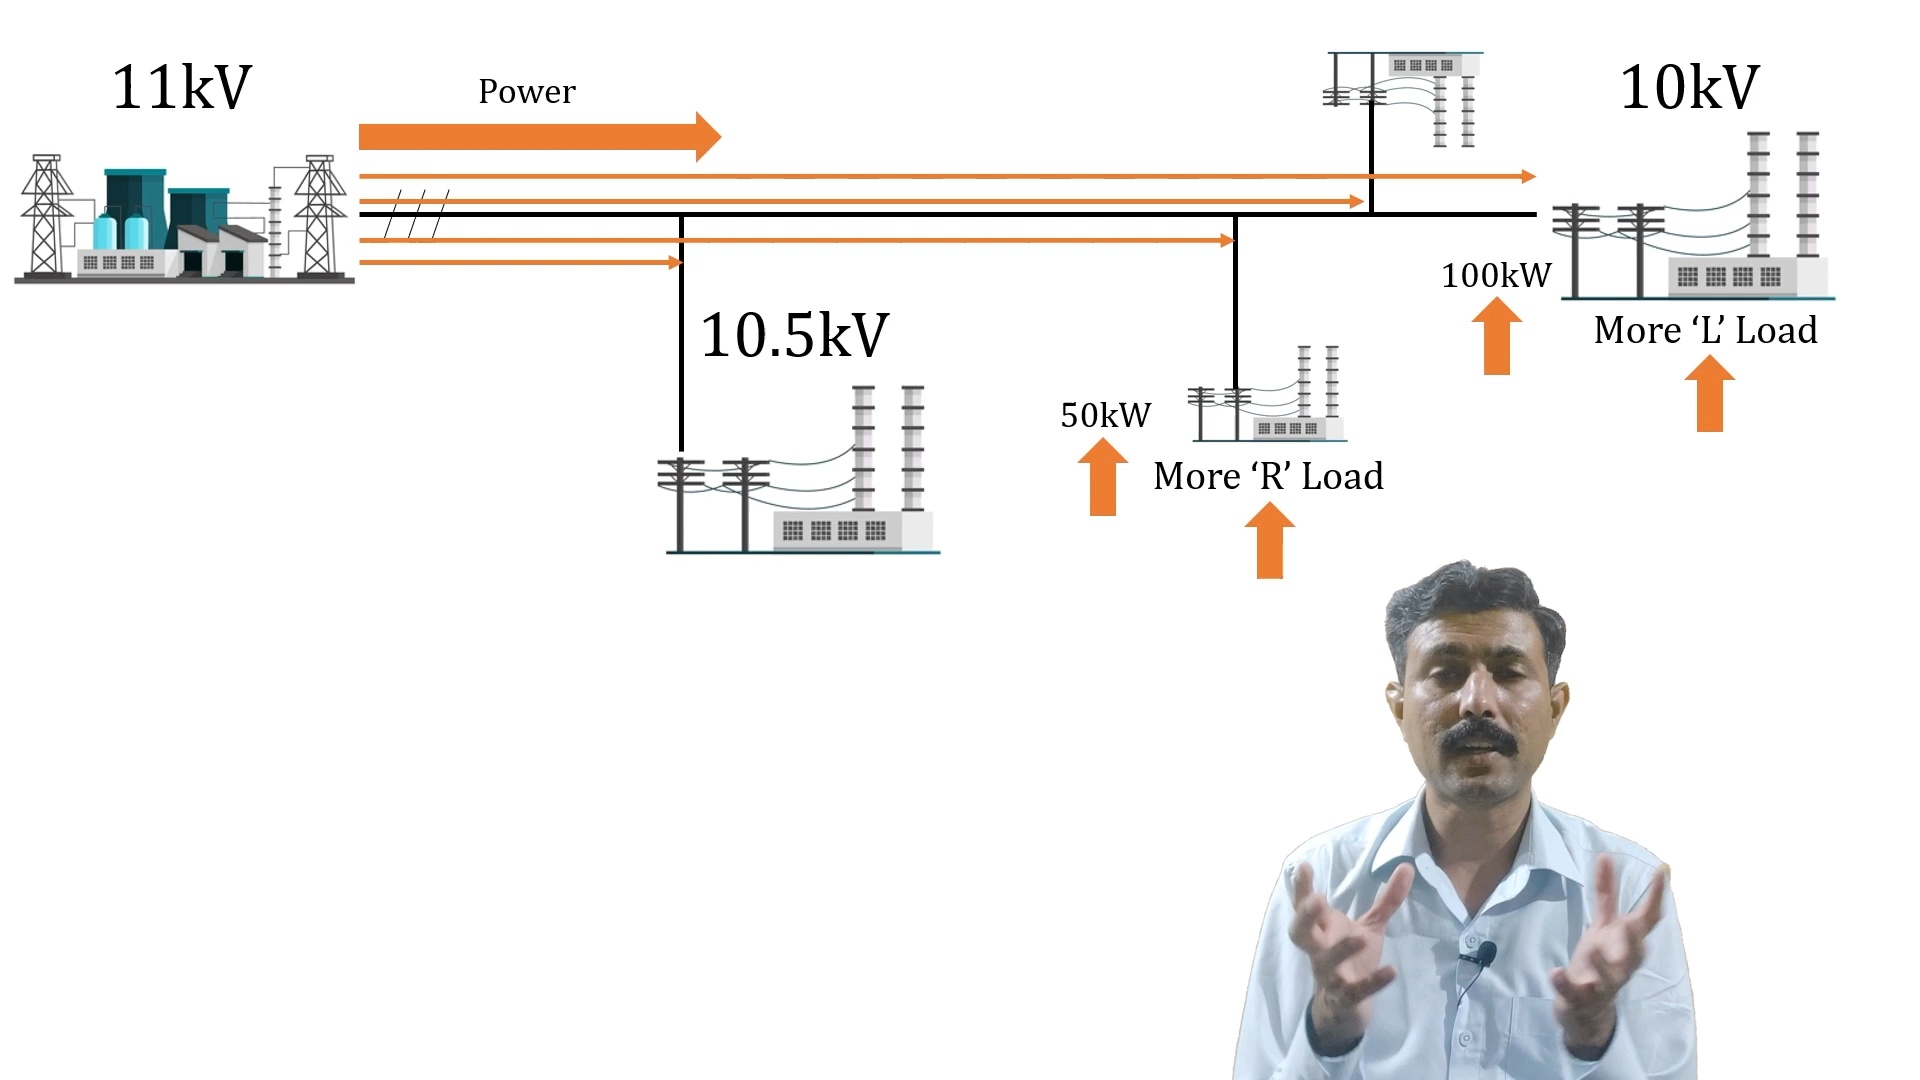 11kV
Power
10kV
100kW
10.5kV
More ‘L’ Load
50kW
More ‘R’ Load